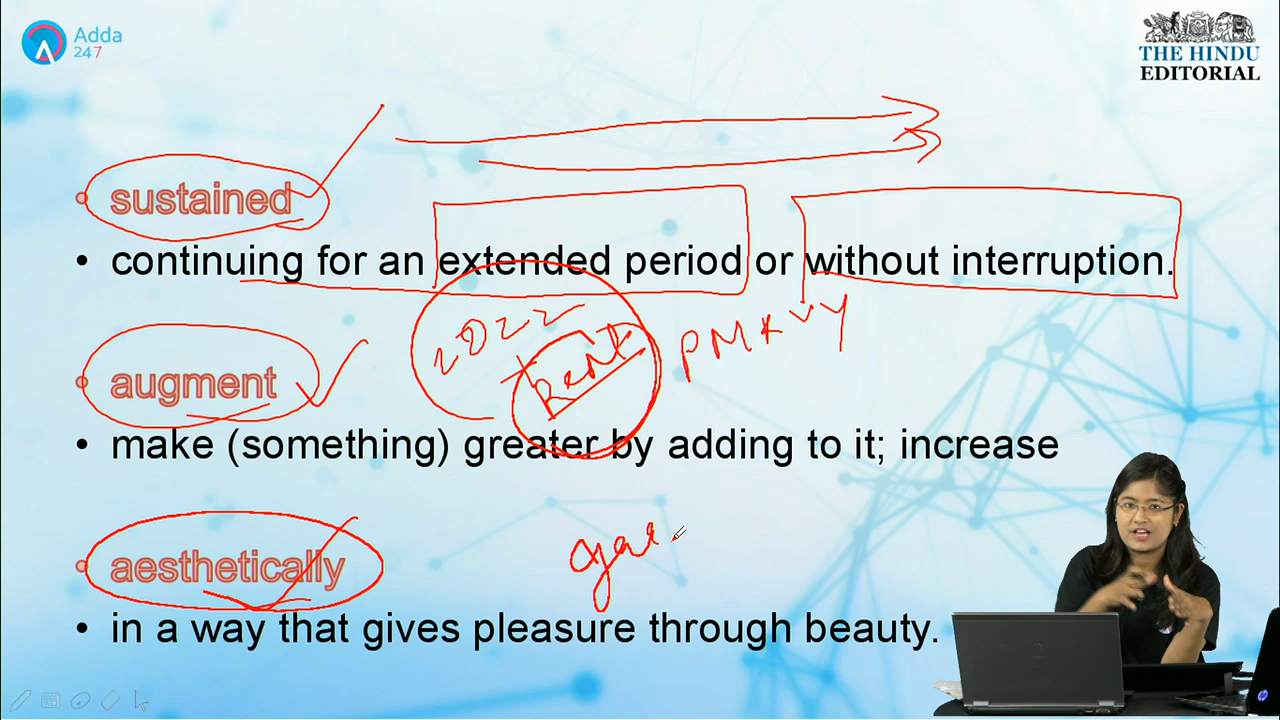 Adda
247
THE HINDU
EDITORIAL
• sustained
• continuing for an extended period or without interruption.
2022
Rent
PMKVY
• augment
• make (something) greater by adding to it; increase
• aesthetically
• in a way that gives pleasure through beauty.